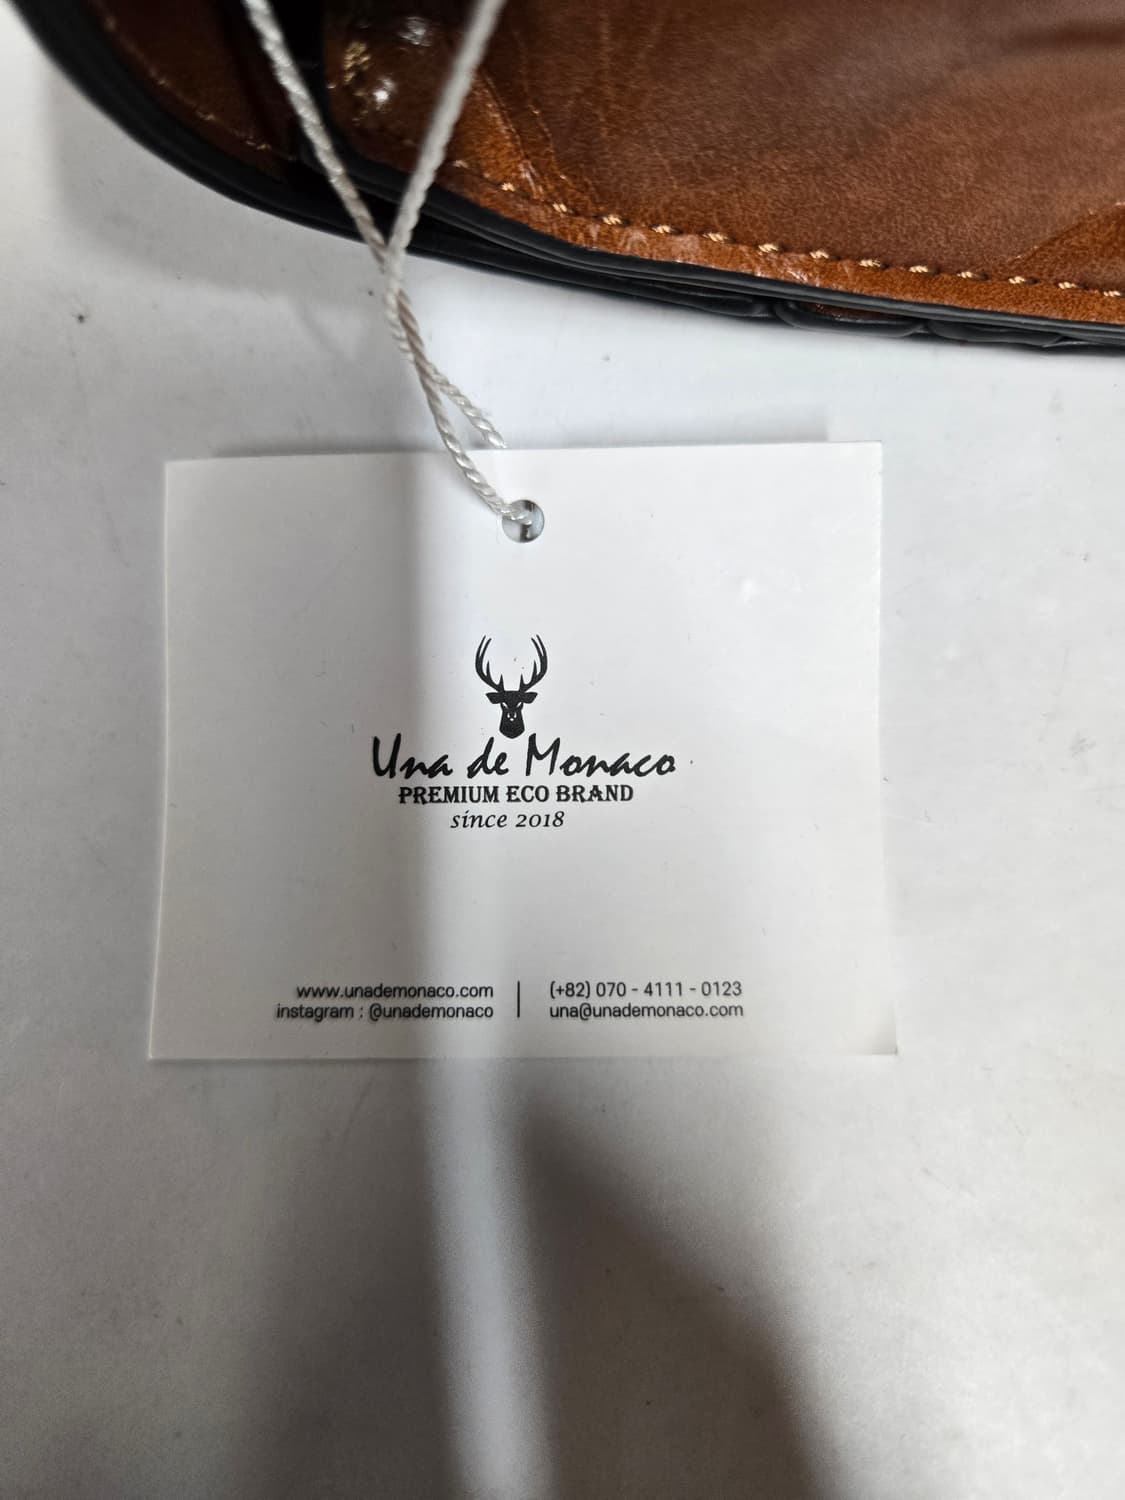 Una de Monaco
PREMIUM ECO BRAND
since 2018
www.unademonaco.com
instagram : @unademonaco
(+82) 070 - 4111 - 0123
una@unademonaco.com